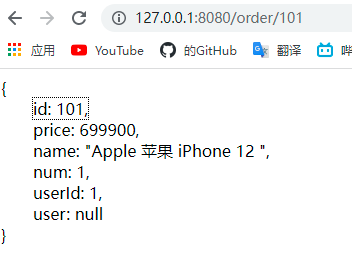 127.0.0.1:8080/order/101
应用 YouTube 的GitHub 翻译
{
id: 101,
price: 699900,
name: "Apple 苹果 iPhone 12 ",
num: 1,
userId: 1,
user: null
}